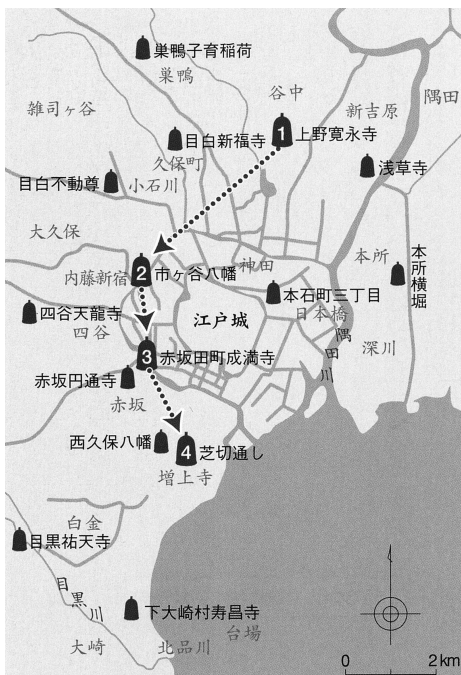 巣鴨子育稲荷
巣鴨
雑司ヶ谷
谷中
新吉原
隅田
1
上野寛永寺
目白新福寺
久保町
浅草寺
目白不動尊
小石川
大久保
本所
本所横堀
2
市ヶ谷八幡
神田
内藤新宿
本石町三丁目
四谷天龍寺
江戸城
日本橋
隅田川
四谷
深川
3
赤坂田町成満寺
赤坂円通寺
赤坂
西久保八幡
4
芝切通し
増上寺
白金
目黒祐天寺
目黒川
下大崎村寿昌寺
台場
大崎
北品川
0 2km